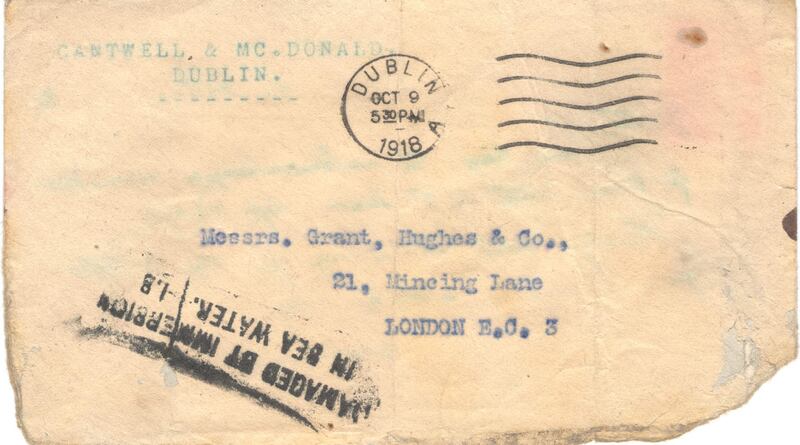 CANTWELL & MC.DONALD.
DUBLIN.
DUBLIN A
OCT 9
5 30 PM
1918
Messrs. Grant, Hughes & Co.,
21, Mincing Lane
LONDON E.C. 3
DAMAGED BY IMMERSION
IN SEA WATER.